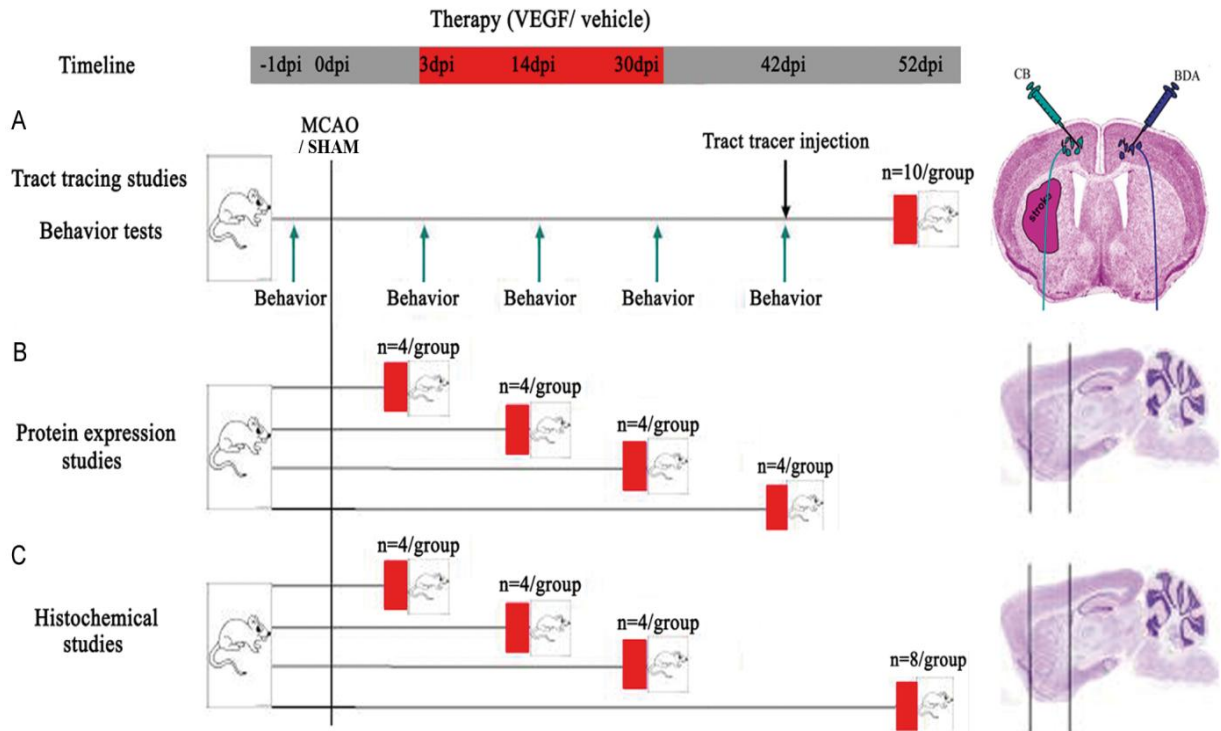 Therapy (VEGF/ vehicle)
Timeline
-1dpi 0dpi 3dpi 14dpi 30dpi 42dpi 52dpi
CB
BDA
A
MCAO
/ SHAM
Tract tracer injection
Tract tracing studies
n=10/group
Behavior tests
stroke
Behavior Behavior Behavior Behavior Behavior
B
n=4/group
n=4/group
Protein expression
studies
n=4/group
n=4/group
C
n=4/group
n=4/group
Histochemical
studies
n=4/group
n=8/group